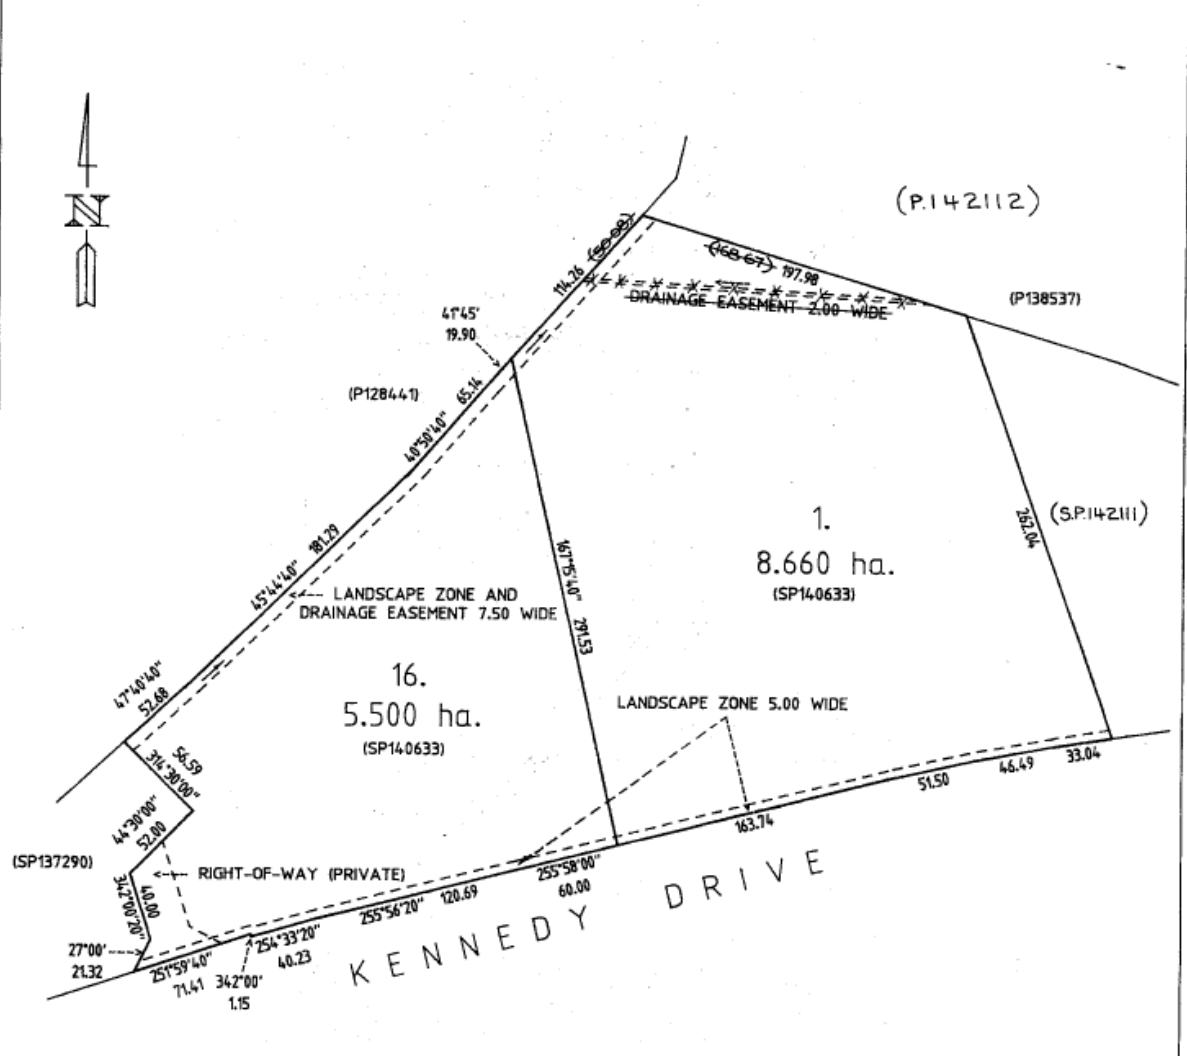 N
(P.142112)
(50.08)
114.26
(168.67) 197.98
DRAINAGE EASEMENT 2.00 WIDE
(P138537)
41°45'
19.90
(P128441)
65.14
40°50'40"
181.29
45°44'40"
LANDSCAPE ZONE AND
DRAINAGE EASEMENT 7.50 WIDE
167°15'40"
291.53
1.
8.660 ha.
(SP140633)
262.04
(S.P.142111)
47°40'40"
52.68
16.
5.500 ha.
(SP140633)
LANDSCAPE ZONE 5.00 WIDE
56.59
314°30'00"
44°30'00"
52.00
(SP137290)
RIGHT-OF-WAY (PRIVATE)
40.00
342°00'20"
27°00'
21.32
251°59'40"
71.41
342°00'
1.15
254°33'20"
40.23
255°56'20" 120.69
255°58'00"
60.00
163.74
51.50
46.49
33.04
KENNEDY DRIVE